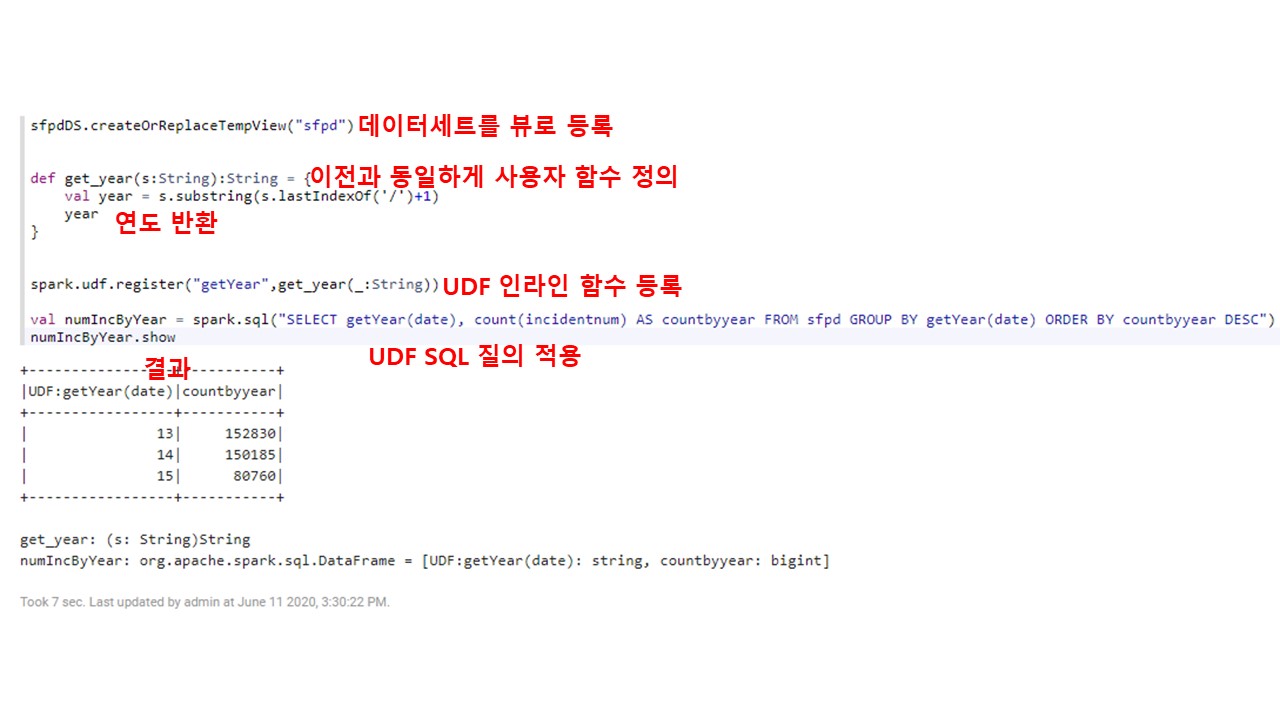 sfpdDS.createOrReplaceTempView("sfpd") 데이터세트를 뷰로 등록
def get_year(s:String):String = { 이전과 동일하게 사용자 함수 정의
val year = s.substring(s.lastIndexOf('/')+1)
year 연도 반환
}
spark.udf.register("getYear",get_year(_:String)) UDF 인라인 함수 등록
val numIncByYear = spark.sql("SELECT getYear(date), count(incidentnum) AS countbyyear FROM sfpd GROUP BY getYear(date) ORDER BY countbyyear DESC")
numIncByYear.show
UDF SQL 질의 적용
결과
+-----------------+-----------+
|UDF:getYear(date)|countbyyear|
+-----------------+-----------+
|               13|     152830|
|               14|     150185|
|               15|      80760|
+-----------------+-----------+
get_year: (s: String)String
numIncByYear: org.apache.spark.sql.DataFrame = [UDF:getYear(date): string, countbyyear: bigint]
Took 7 sec. Last updated by admin at June 11 2020, 3:30:22 PM.